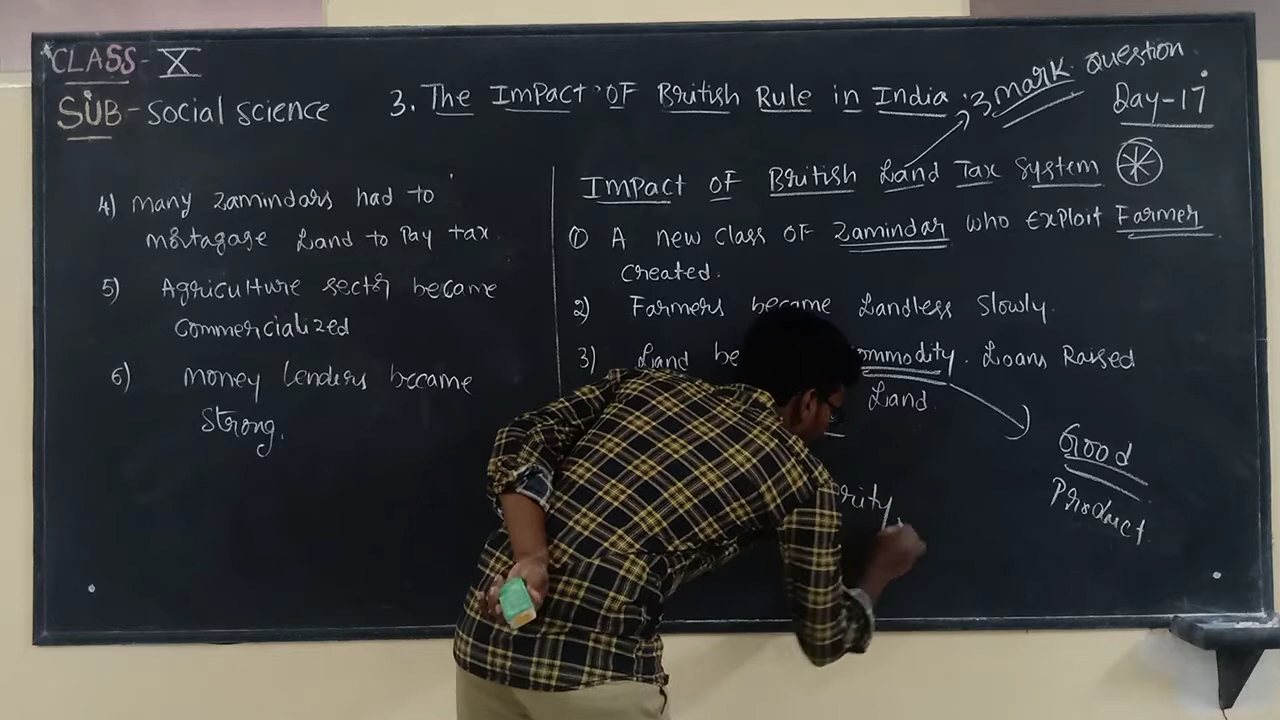 CLASS - X
SUB - Social science
3. The Impact OF British Rule in India.
3 mark question
Day-17
4) many zamindars had to
mortagage Land to Pay tax
5) Agriculture sector became
commercialized
6) money lenders became
strong.
Impact OF British Land Tax System
① A new class OF Zamindar who exploit Farmer
created.
2) Farmers became Landless Slowly.
3) Land ommodity. Loans Raised
Land.
Good
Product